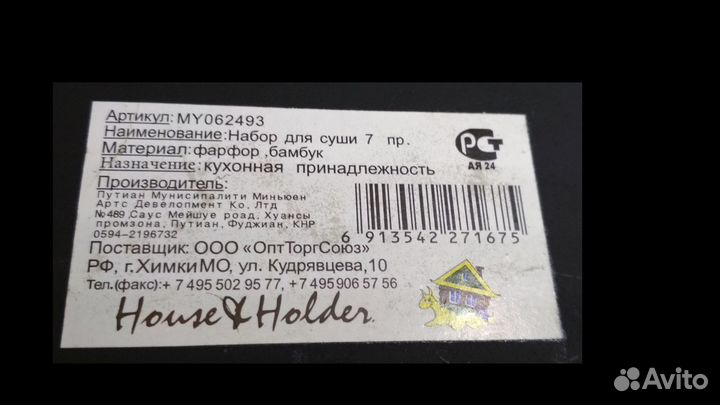 Артикул: MY062493
Наименование:Набор для суши 7 пр.
Материал:фарфор ,бамбук
Назначение:кухонная принадлежность
Производитель:
Путиан Мунисипалити Миньюен
Артс Девелопмент Ко, Лтд
№489 ,Саус Мейшуе роад, Хуансы
промзона, Путиан, Фуджиан, КНР
0594-2196732
РСТ
АЯ 24
6 913542 271675
Поставщик: ООО «ОптТоргСоюз»
РФ, г.ХимкиМО, ул. Кудрявцева,10
Тел.(факс):+ 7 495 502 95 77, +7 495906 57 56
House & Holder
Avito